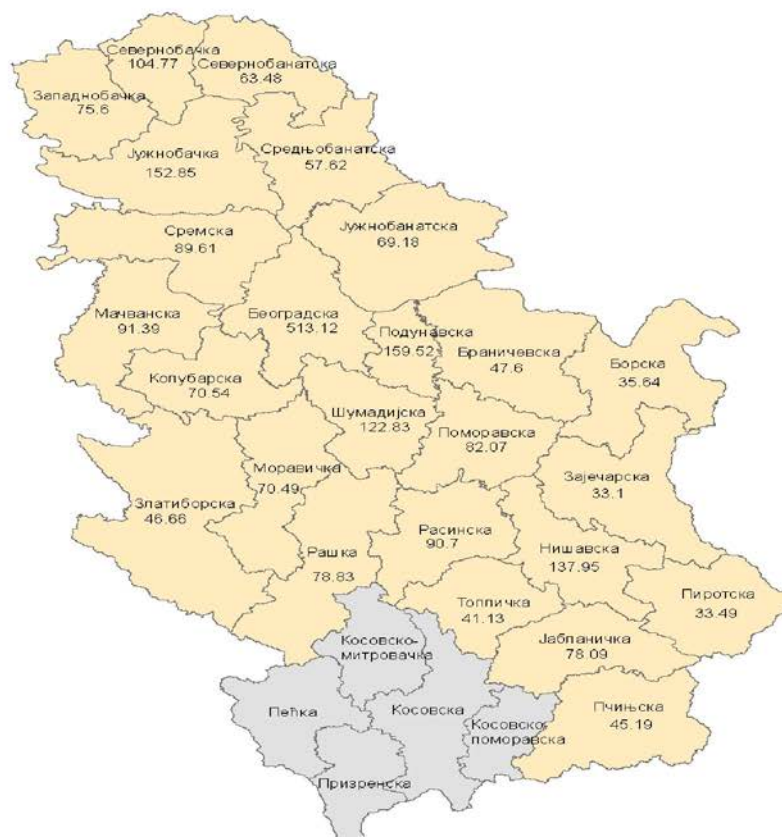 Севернобачка
104.77
Севернобанатска
63.48
Западнобачка
75.6
Јужнобачка
152.85
Средњобанатска
57.62
Сремска
89.61
Јужнобанатска
69.18
Мачванска
91.39
Београдска
513.12
Подунавска
159.52
Браничевска
47.6
Борска
35.64
Колубарска
70.54
Шумадијска
122.83
Поморавска
82.07
Моравичка
70.49
Зајечарска
33.1
Златиборска
46.66
Рашка
78.83
Расинска
90.7
Нишавска
137.95
Топличка
41.13
Пиротска
33.49
Јабланичка
78.09
Косовско-
митровачка
Пећка
Косовска
Косовско-
поморавска
Пчињска
45.19
Призренска